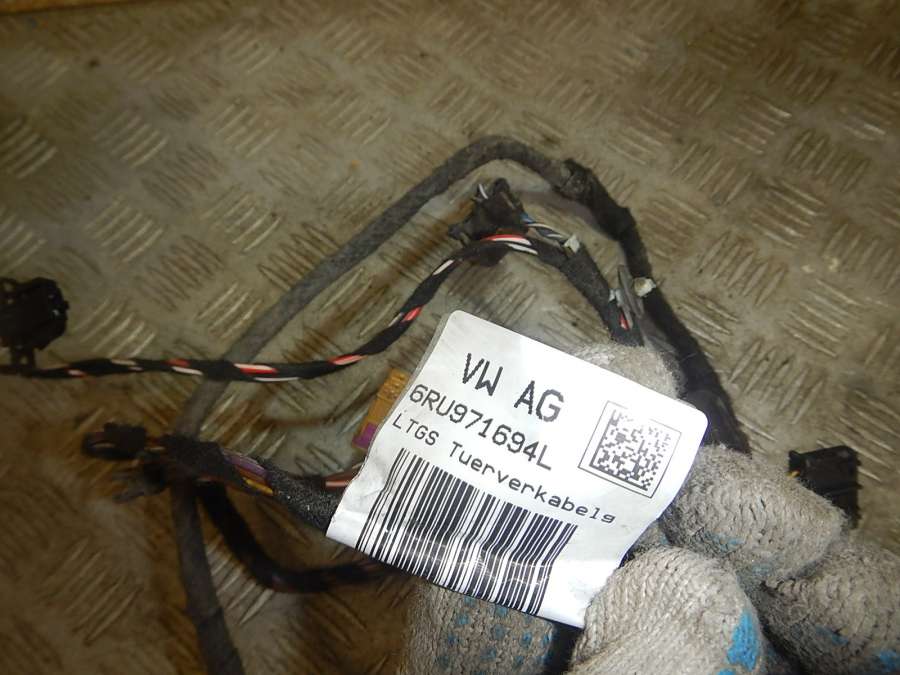 VW AG
6RU971694L
LTGS Tuerverkabelg